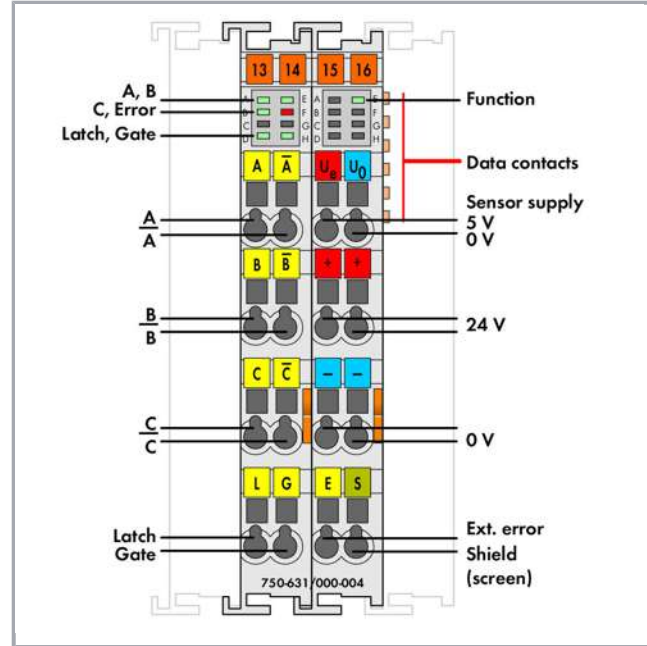 13 14 15 16
A, B
C, Error
Latch, Gate
A E A E
B F B F
C G C G
D H D H
Function
Data contacts
A A̅ Ue U0
Sensor supply
A
A̅
5 V
0 V
B B̅ + +
B
B̅
24 V
C C̅ – –
C
C̅
0 V
L G E S
Latch
Gate
Ext. error
Shield
(screen)
750-631/000-004